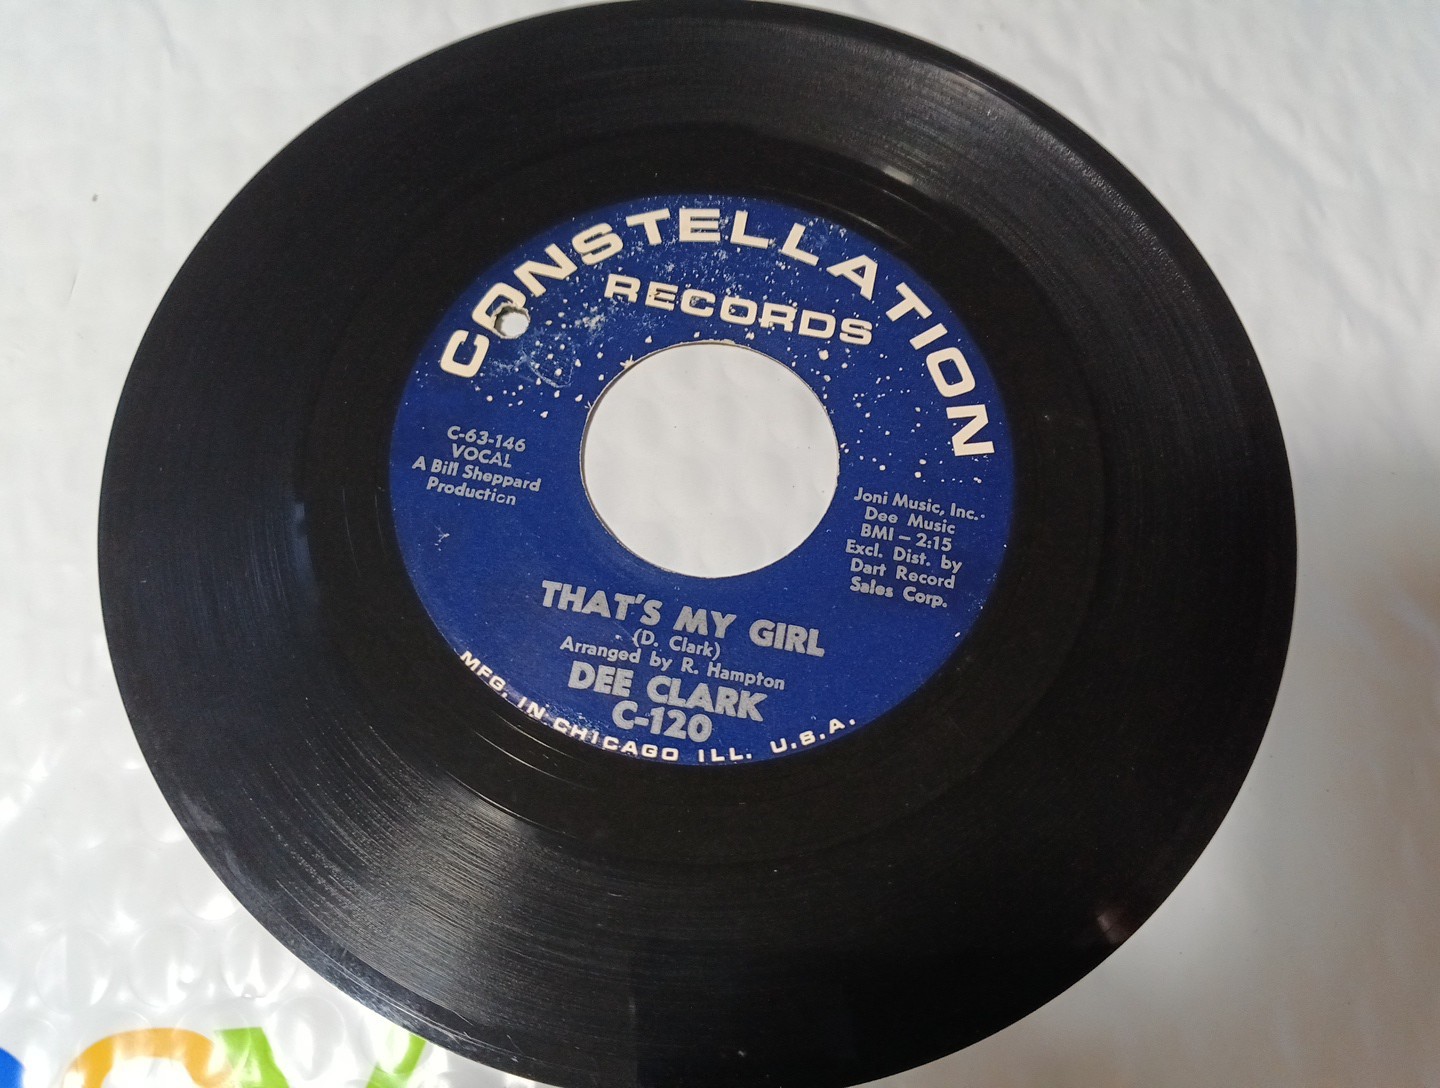 CONSTELLATION
RECORDS
C-63-146
VOCAL
A Bill Sheppard
Production
Joni Music, Inc.
Dee Music
BMI – 2:15
Excl. Dist. by
Dart Record
Sales Corp.
THAT'S MY GIRL
(D. Clark)
Arranged by R. Hampton
DEE CLARK
C-120
MFG. IN CHICAGO ILL. U.S.A.